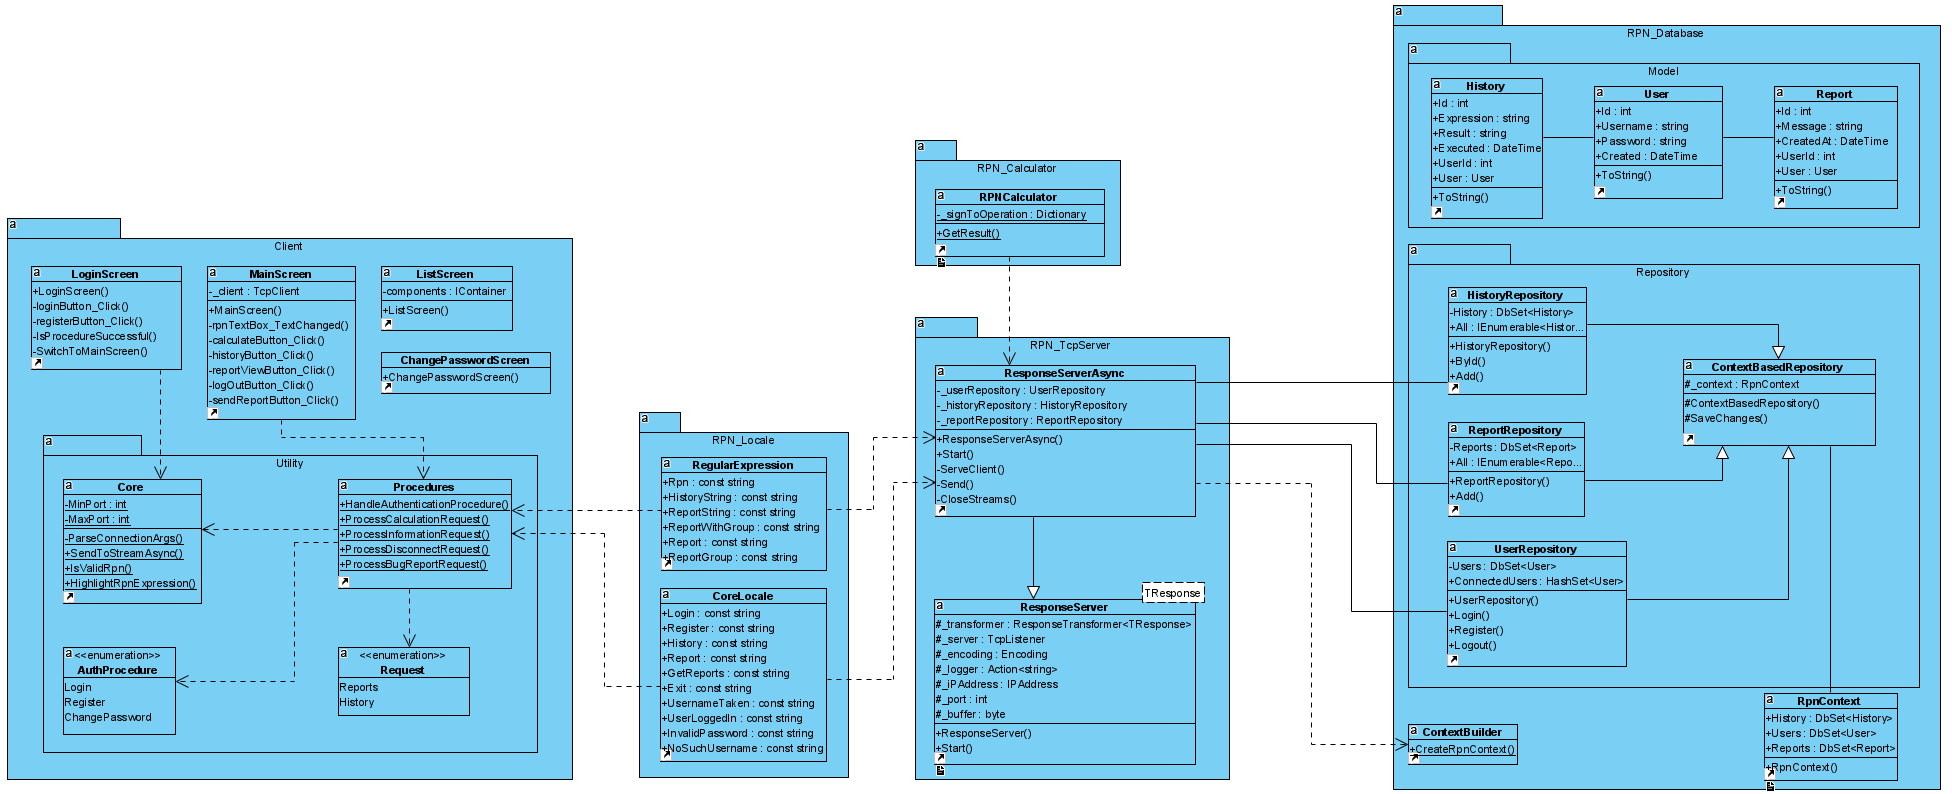 a
Client
a
LoginScreen
+LoginScreen()
-loginButton_Click()
-registerButton_Click()
-IsProcedureSuccessful()
-SwitchToMainScreen()
a
MainScreen
-_client : TcpClient
+MainScreen()
-rpnTextBox_TextChanged()
-calculateButton_Click()
-historyButton_Click()
-reportViewButton_Click()
-logOutButton_Click()
-sendReportButton_Click()
a
ListScreen
-components : IContainer
+ListScreen()
ChangePasswordScreen
+ChangePasswordScreen()
a
Utility
a
Core
-MinPort : int
-MaxPort : int
-ParseConnectionArgs()
+SendToStreamAsync()
+IsValidRpn()
+HighlightRpnExpression()
a
Procedures
+HandleAuthenticationProcedure()
+ProcessCalculationRequest()
+ProcessInformationRequest()
+ProcessDisconnectRequest()
+ProcessBugReportRequest()
a <<enumeration>>
AuthProcedure
Login
Register
ChangePassword
a <<enumeration>>
Request
Reports
History
a
RPN_Locale
a
RegularExpression
+Rpn : const string
+HistoryString : const string
+ReportString : const string
+ReportWithGroup : const string
+Report : const string
+ReportGroup : const string
a
CoreLocale
+Login : const string
+Register : const string
+History : const string
+Report : const string
+GetReports : const string
+Exit : const string
+UsernameTaken : const string
+UserLoggedIn : const string
+InvalidPassword : const string
+NoSuchUsername : const string
a
RPN_Calculator
a
RPNCalculator
-_signToOperation : Dictionary
+GetResult()
a
RPN_TcpServer
a
ResponseServerAsync
-_userRepository : UserRepository
-_historyRepository : HistoryRepository
-_reportRepository : ReportRepository
+ResponseServerAsync()
+Start()
-ServeClient()
-Send()
-CloseStreams()
TResponse
a
ResponseServer
#_transformer : ResponseTransformer<TResponse>
#_server : TcpListener
#_encoding : Encoding
#_logger : Action<string>
#_iPAddress : IPAddress
#_port : int
#_buffer : byte
+ResponseServer()
+Start()
a
RPN_Database
a
Model
a
History
+Id : int
+Expression : string
+Result : string
+Executed : DateTime
+UserId : int
+User : User
+ToString()
a
User
+Id : int
+Username : string
+Password : string
+Created : DateTime
+ToString()
a
Report
+Id : int
+Message : string
+CreatedAt : DateTime
+UserId : int
+User : User
+ToString()
a
Repository
a
HistoryRepository
-History : DbSet<History>
+All : IEnumerable<Histor...
+HistoryRepository()
+ById()
+Add()
a
ReportRepository
-Reports : DbSet<Report>
+All : IEnumerable<Repo...
+ReportRepository()
+Add()
a
UserRepository
-Users : DbSet<User>
+ConnectedUsers : HashSet<User>
+UserRepository()
+Login()
+Register()
+Logout()
a
ContextBasedRepository
#_context : RpnContext
#ContextBasedRepository()
#SaveChanges()
a
ContextBuilder
+CreateRpnContext()
a
RpnContext
+History : DbSet<History>
+Users : DbSet<User>
+Reports : DbSet<Report>
+RpnContext()